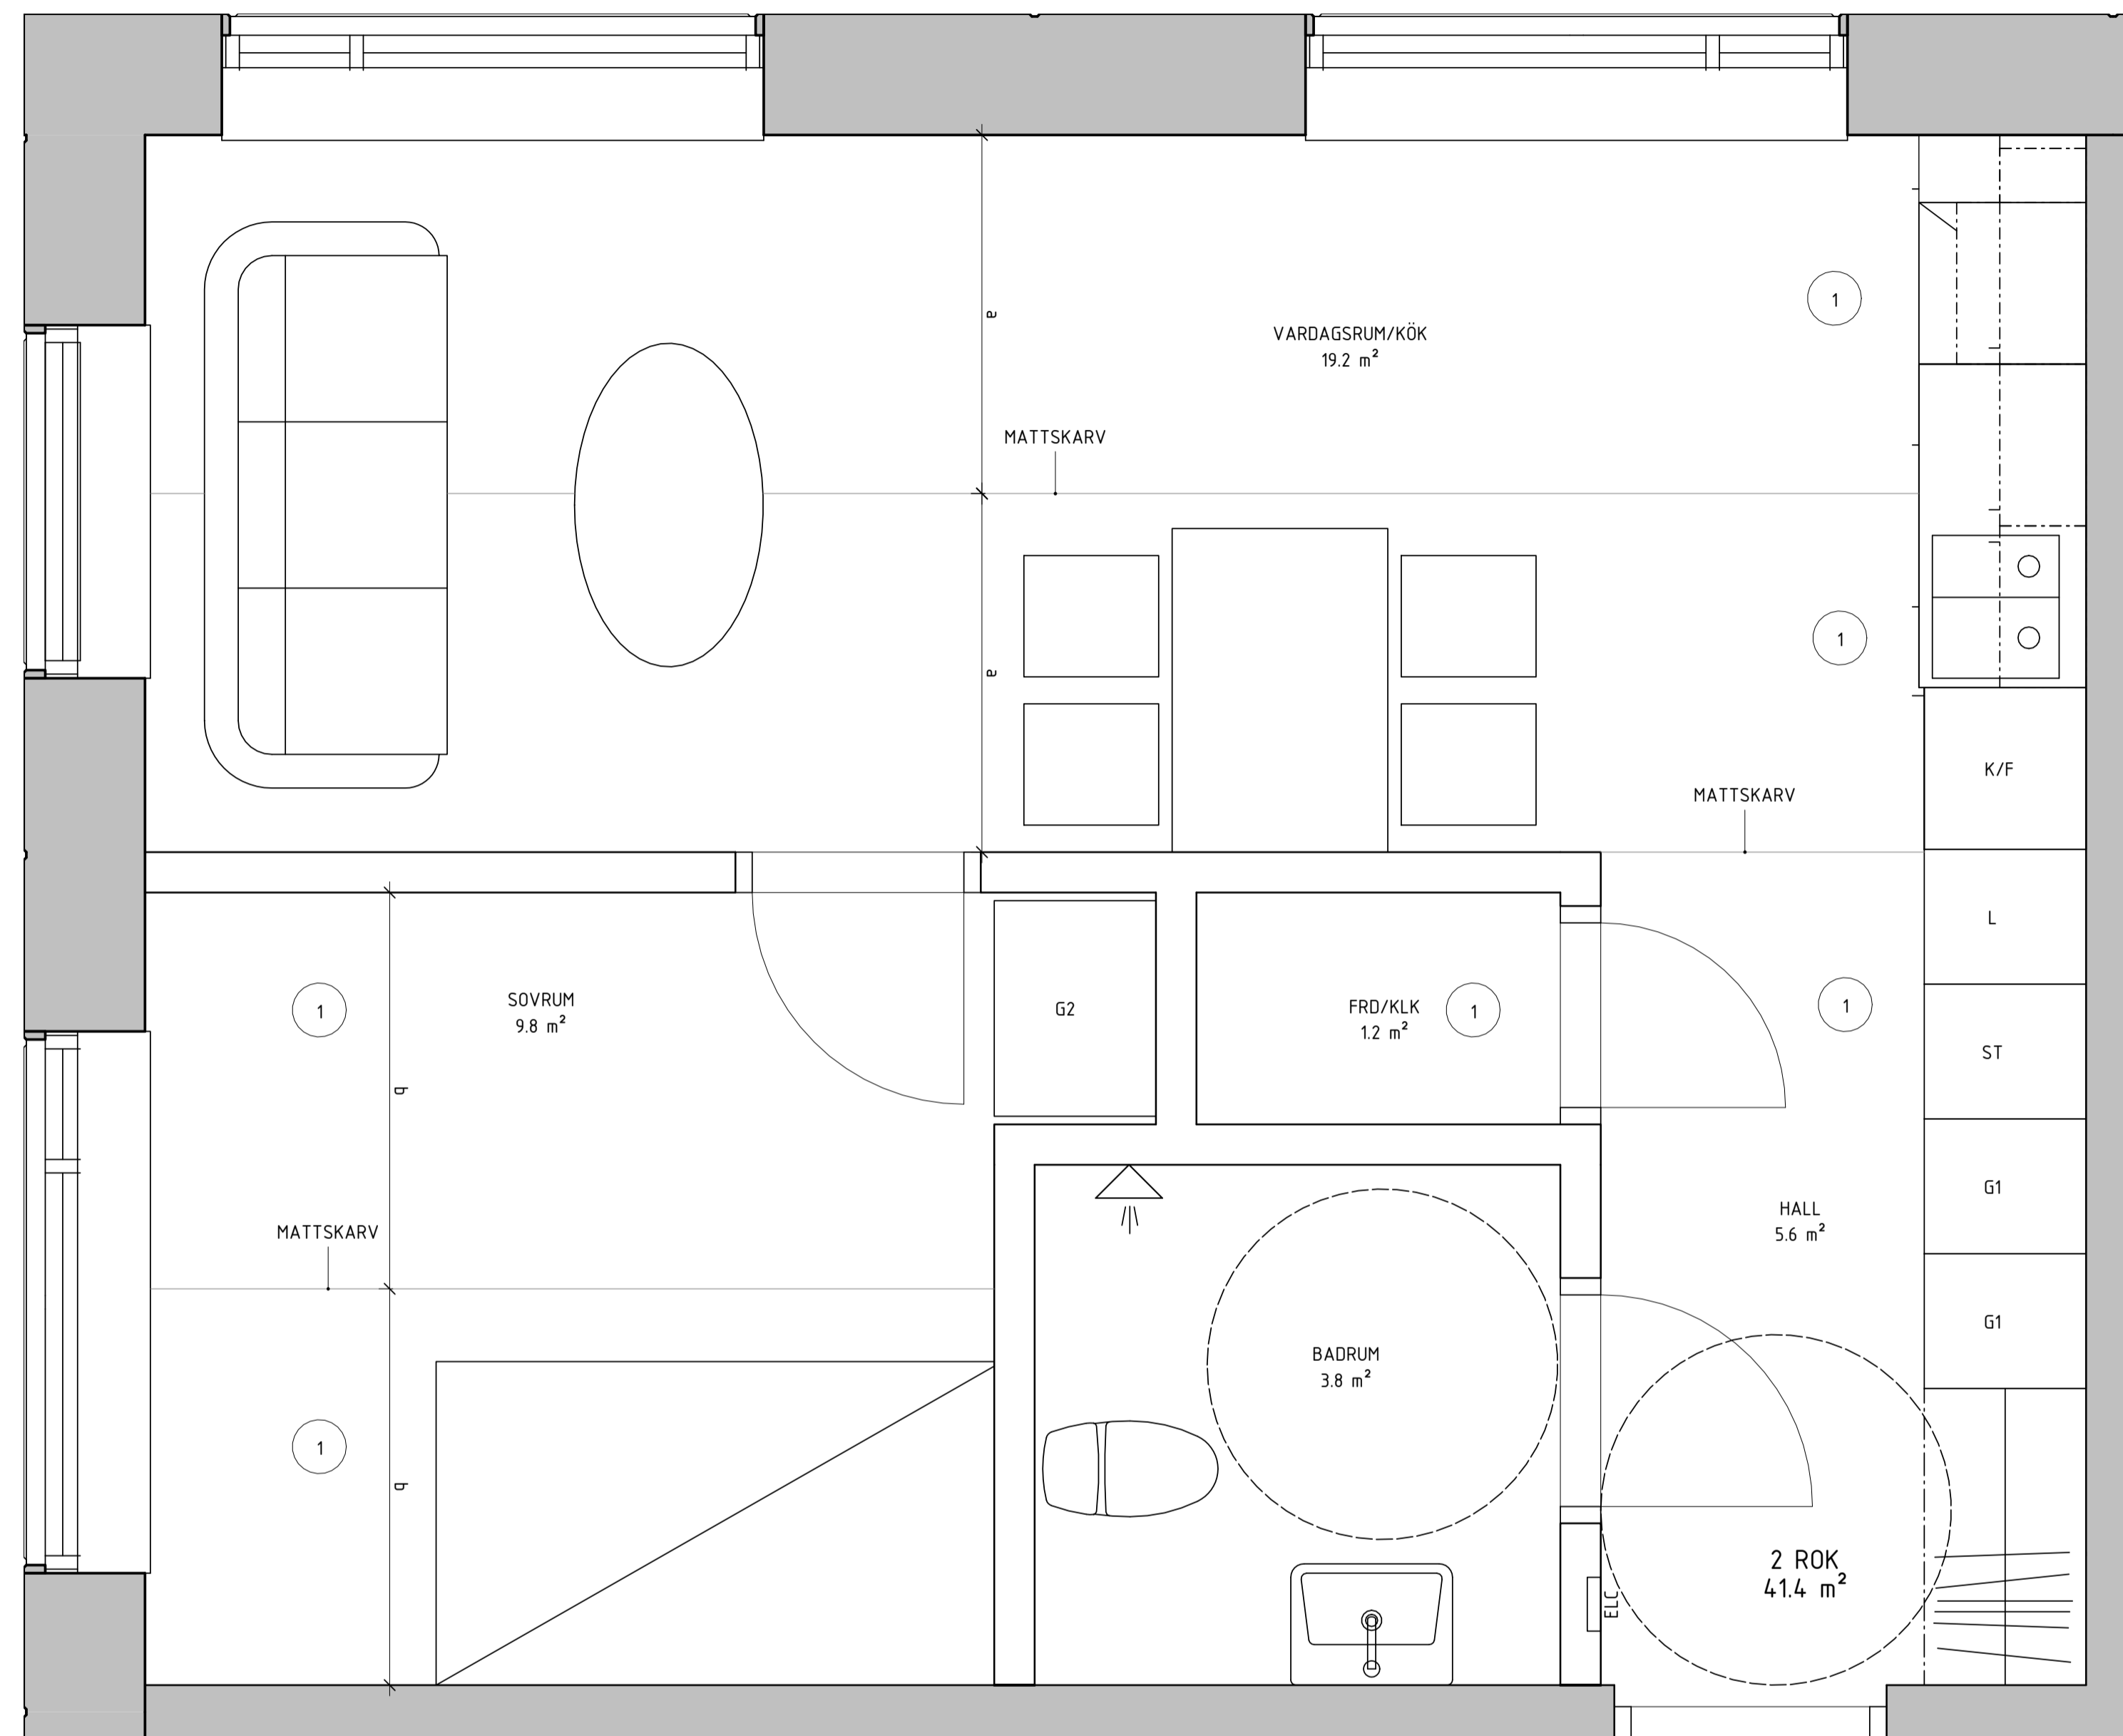 VARDAGSRUM/KÖK
19.2 m²
1
a
MATTSKARV
1
a
K/F
MATTSKARV
L
SOVRUM
9.8 m²
1
G2
FRD/KLK
1.2 m²
1
1
ST
b
G1
HALL
5.6 m²
MATTSKARV
G1
BADRUM
3.8 m²
1
b
2 ROK
41.4 m²
ELC